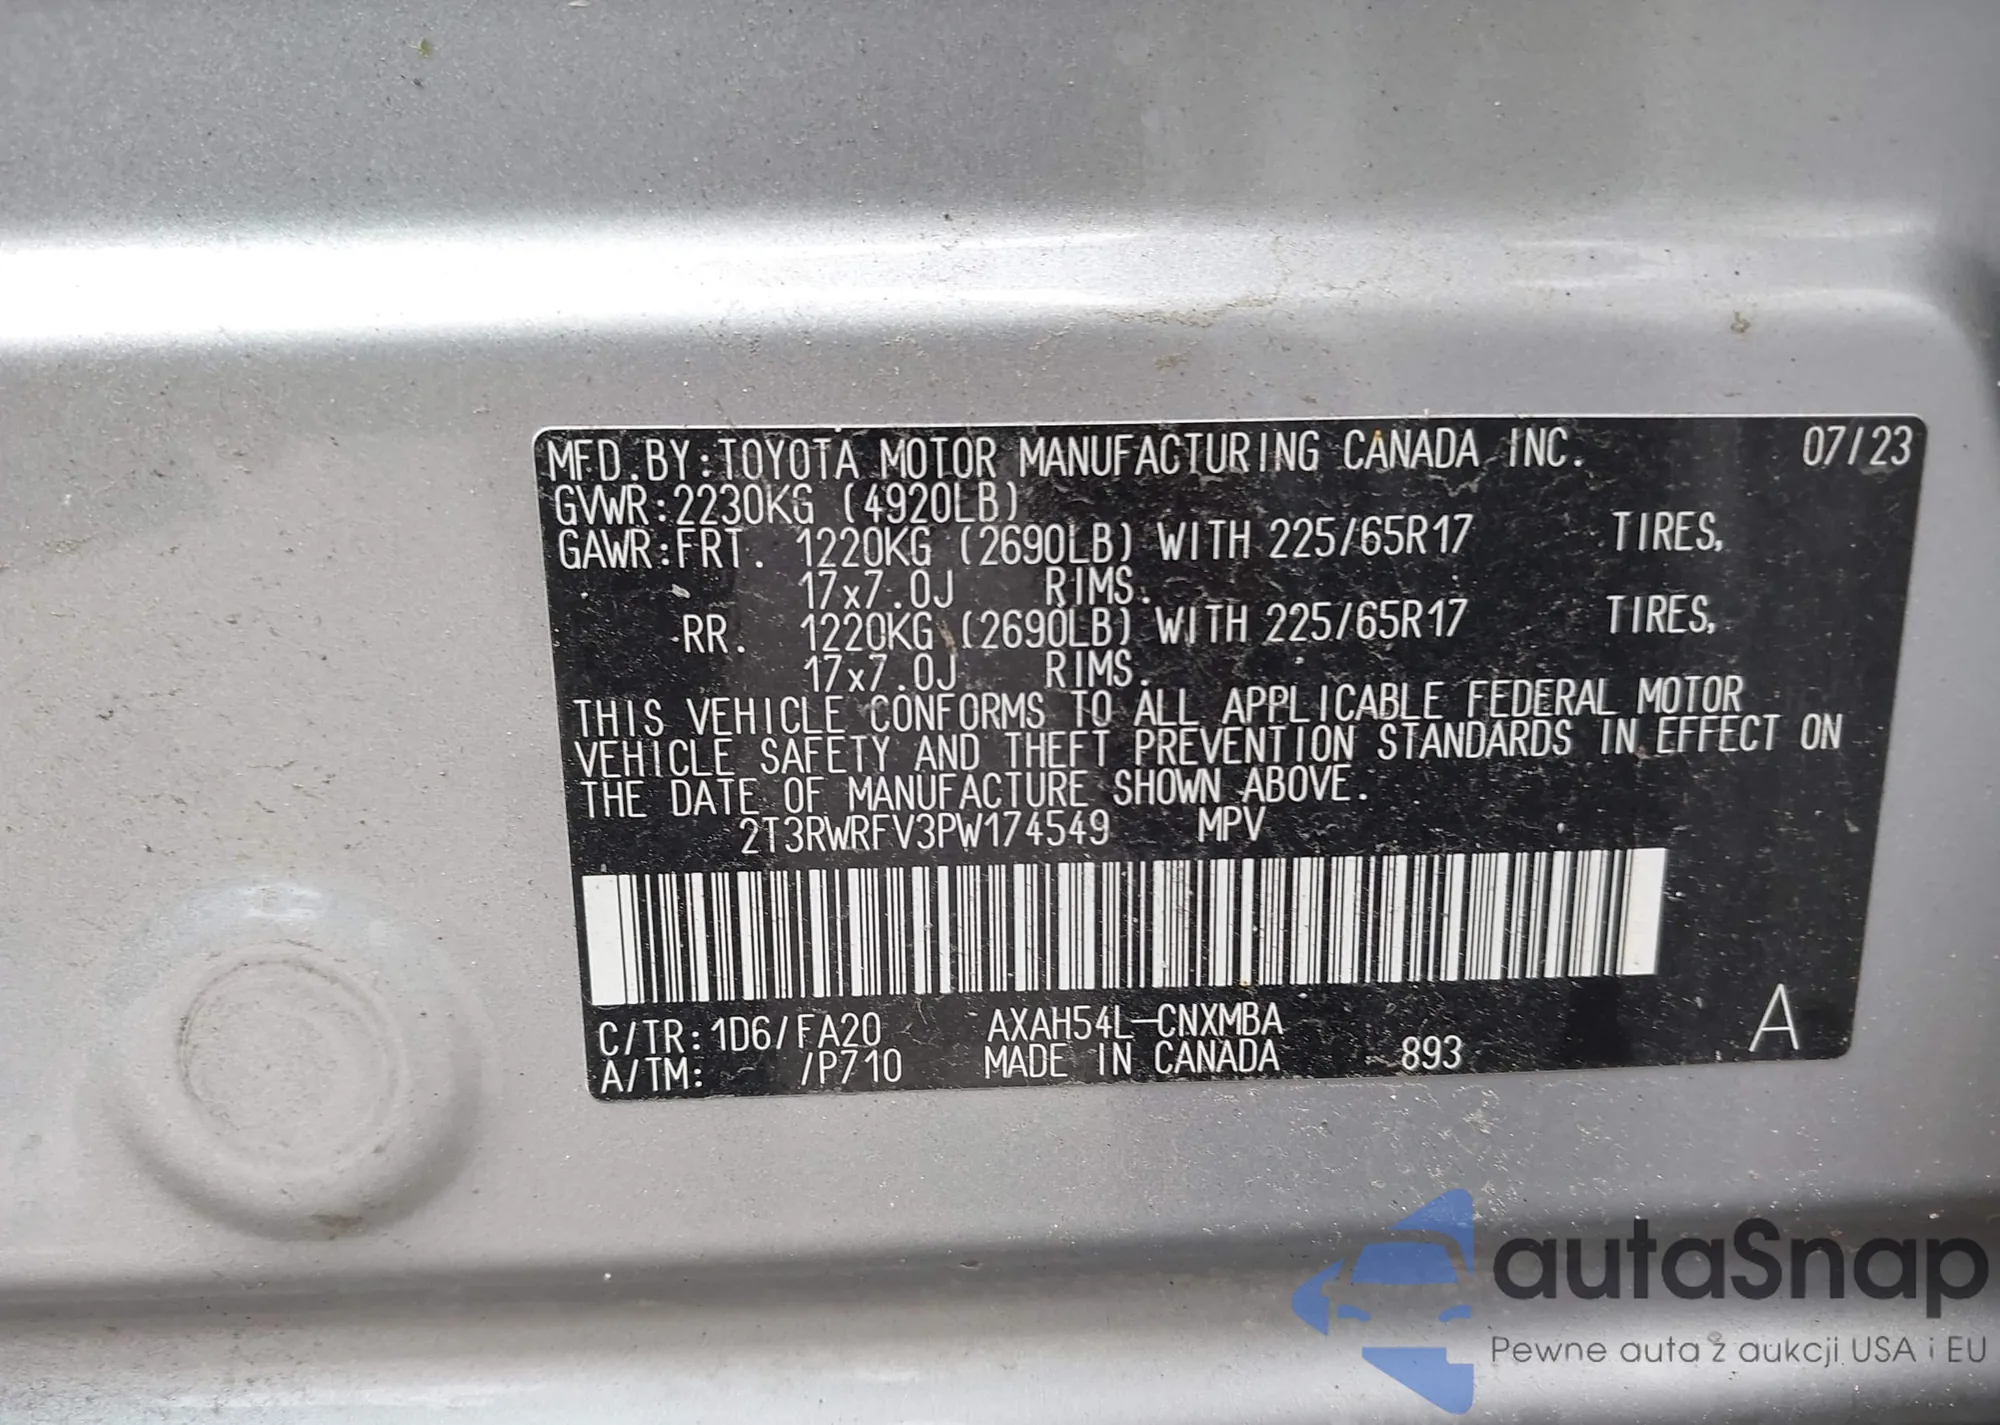 MFD.BY:TOYOTA MOTOR MANUFACTURING CANADA INC. 07/23
GVWR:2230KG (4920LB)
GAWR:FRT. 1220KG (2690LB) WITH 225/65R17 TIRES,
17x7.0J RIMS.
RR. 1220KG (2690LB) WITH 225/65R17 TIRES,
17x7.0J RIMS.
THIS VEHICLE CONFORMS TO ALL APPLICABLE FEDERAL MOTOR
VEHICLE SAFETY AND THEFT PREVENTION STANDARDS IN EFFECT ON
THE DATE OF MANUFACTURE SHOWN ABOVE.
2T3RWRFV3PW174549 MPV
C/TR:1D6/FA20 AXAH54L-CNXMBA
A/TM: /P710 MADE IN CANADA 893 A
autaSnap
Pewne auta z aukcji USA i EU